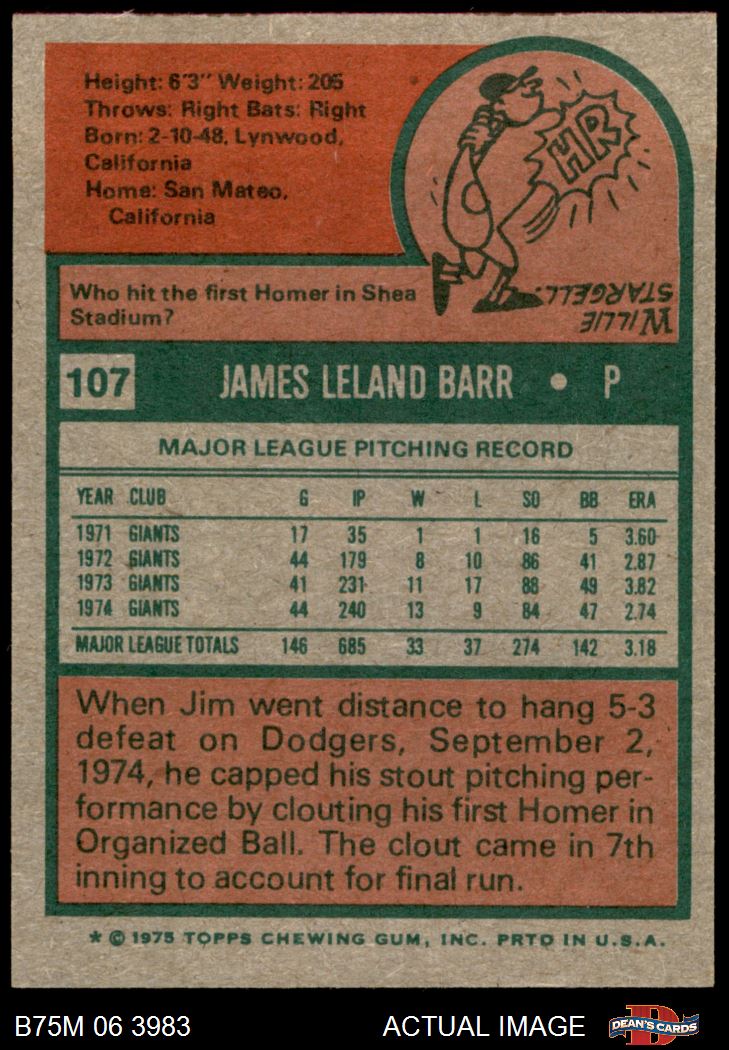 Height: 6'3" Weight: 205
Throws: Right Bats: Right
Born: 2-10-48, Lynwood,
California
Home: San Mateo,
California
HR
Who hit the first Homer in Shea
Stadium?
WILLIE
STARGELL.
107 JAMES LELAND BARR • P
MAJOR LEAGUE PITCHING RECORD
YEAR CLUB G IP W L SO BB ERA
1971 GIANTS 17 35 1 1 16 5 3.60
1972 GIANTS 44 179 8 10 86 41 2.87
1973 GIANTS 41 231 11 17 88 49 3.82
1974 GIANTS 44 240 13 9 84 47 2.74
MAJOR LEAGUE TOTALS 146 685 33 37 274 142 3.18
When Jim went distance to hang 5-3
defeat on Dodgers, September 2,
1974, he capped his stout pitching per-
formance by clouting his first Homer in
Organized Ball. The clout came in 7th
inning to account for final run.
* © 1975 TOPPS CHEWING GUM, INC. PRTD IN U.S.A.
B75M 06 3983 ACTUAL IMAGE DEAN'S CARDS